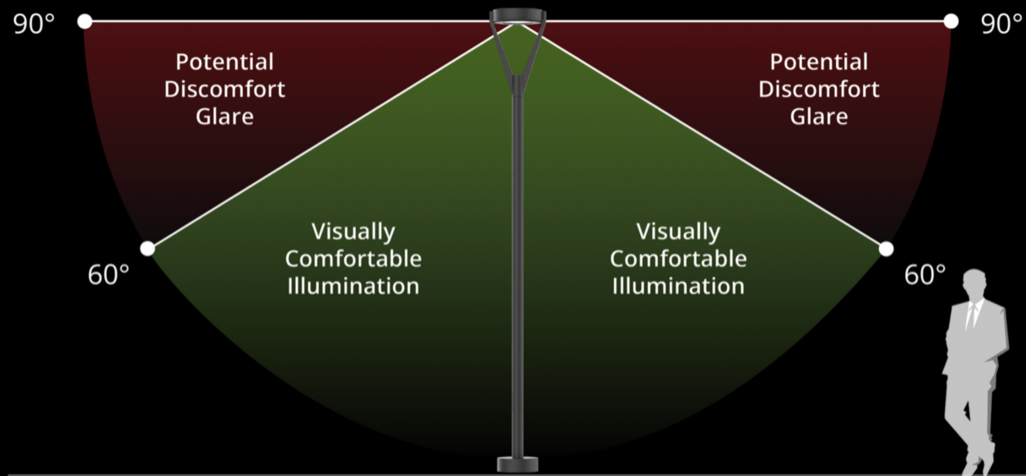 90°
90°
Potential
Discomfort
Glare
Potential
Discomfort
Glare
Visually
Comfortable
Illumination
Visually
Comfortable
Illumination
60°
60°